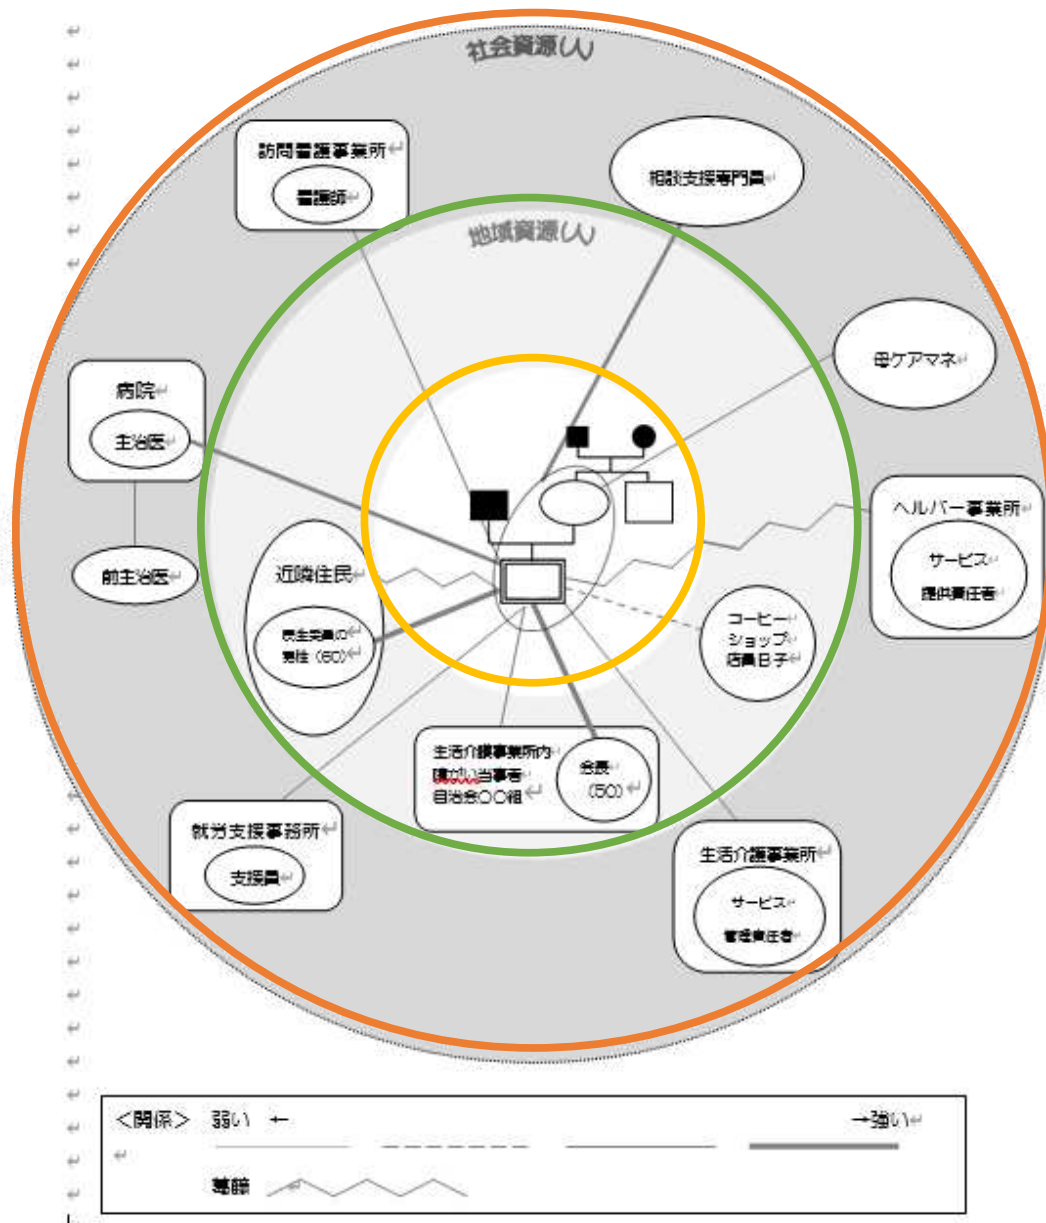 社会資源(人)
訪問看護事業所
看護師
相談支援専門員
地域資源(人)
母ケアマネ
病院
主治医
前主治医
ヘルパー事業所
サービス
提供責任者
近隣住民
民生委員の
男性(60)
コーヒー
ショップ
店員B子
生活介護事業所内
障がい当事者
自治会〇〇組
会長
(50)
就労支援事務所
支援員
生活介護事業所
サービス
管理責任者
<関係> 弱い ← →強い
葛藤